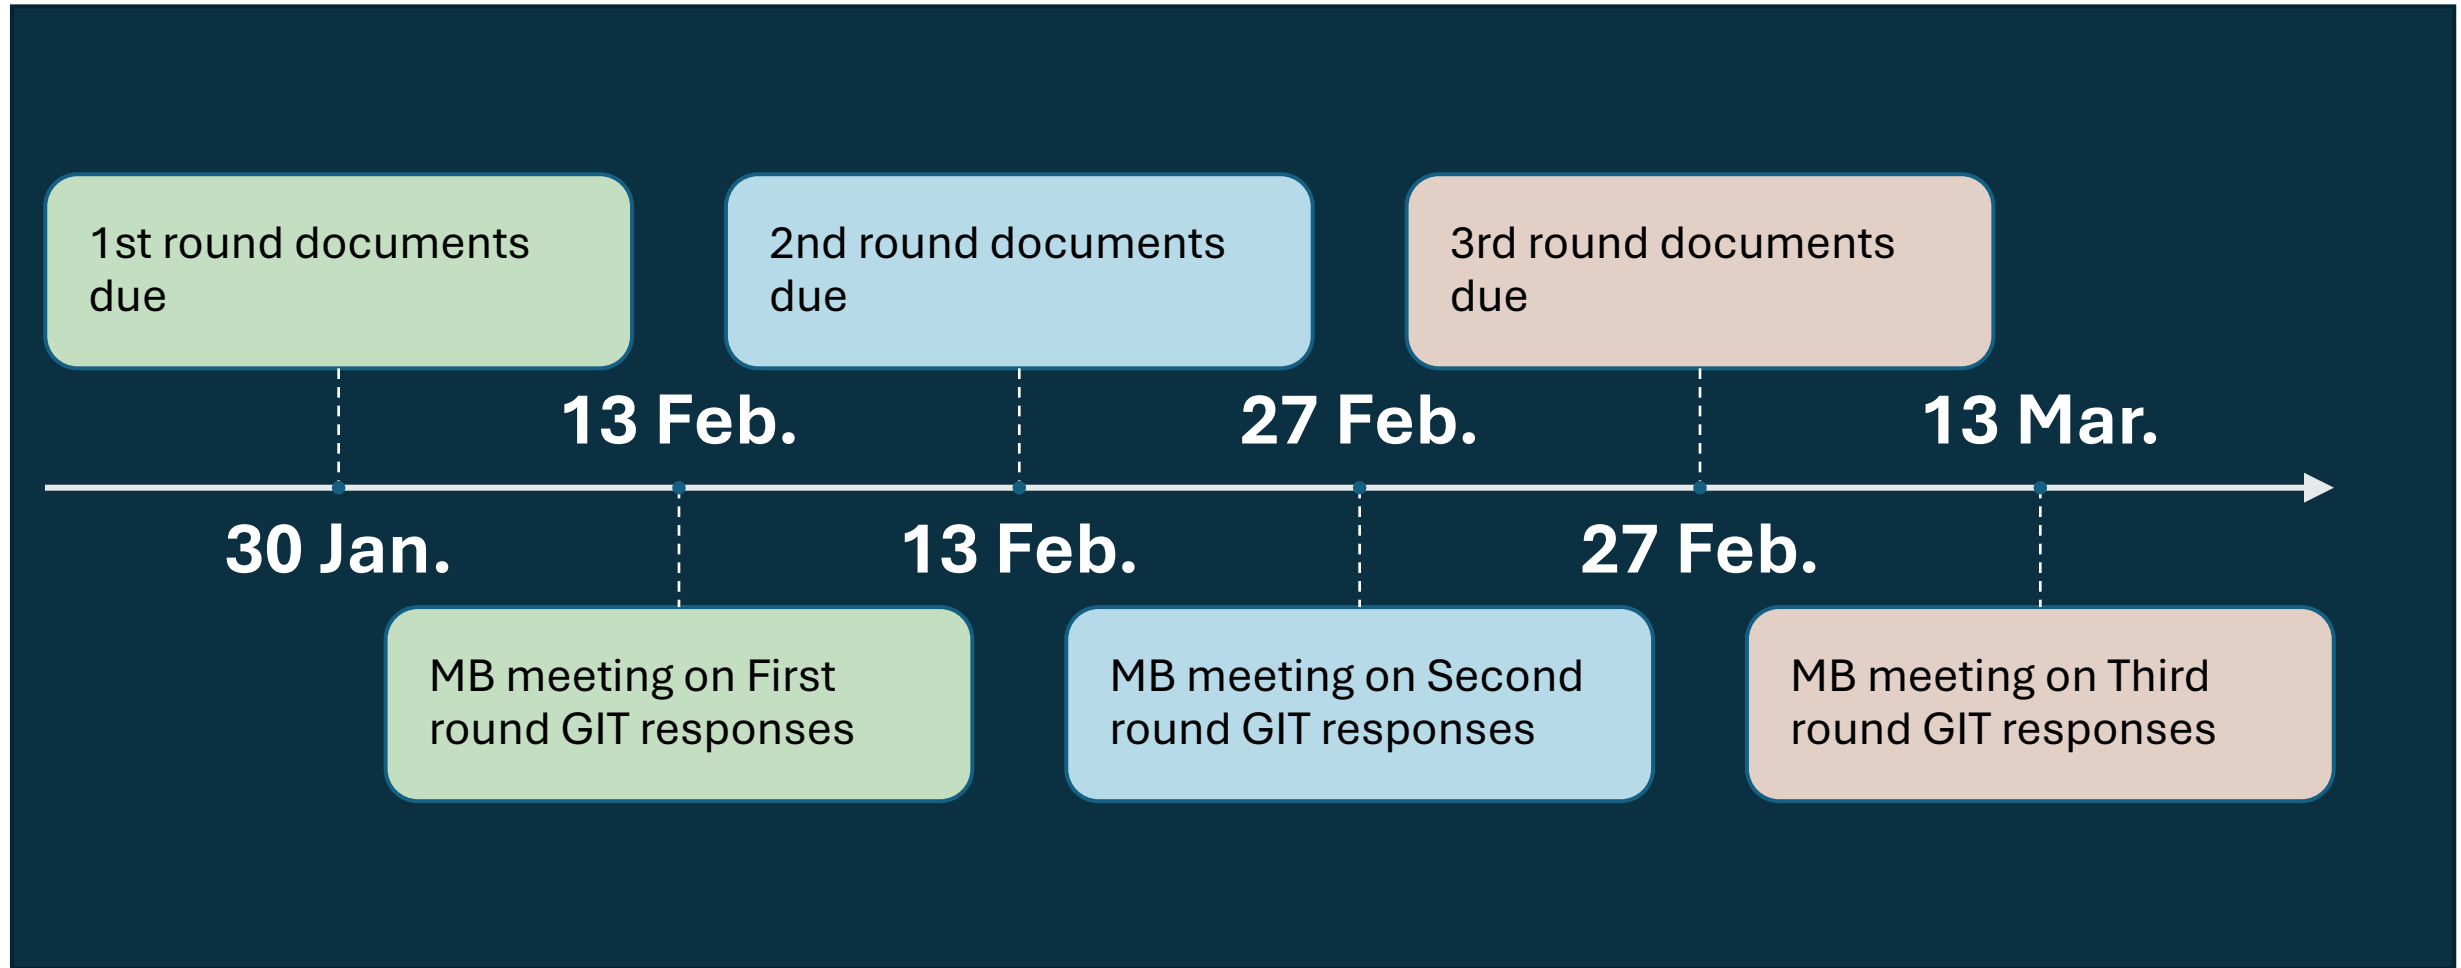 1st round documents
due
2nd round documents
due
3rd round documents
due
13 Feb.
27 Feb.
13 Mar.
30 Jan.
13 Feb.
27 Feb.
MB meeting on First
round GIT responses
MB meeting on Second
round GIT responses
MB meeting on Third
round GIT responses